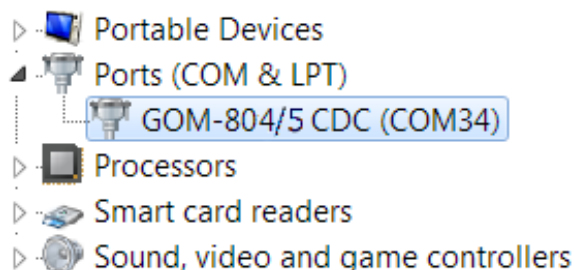 Portable Devices
Ports (COM & LPT)
GOM-804/5 CDC (COM34)
Processors
Smart card readers
Sound, video and game controllers